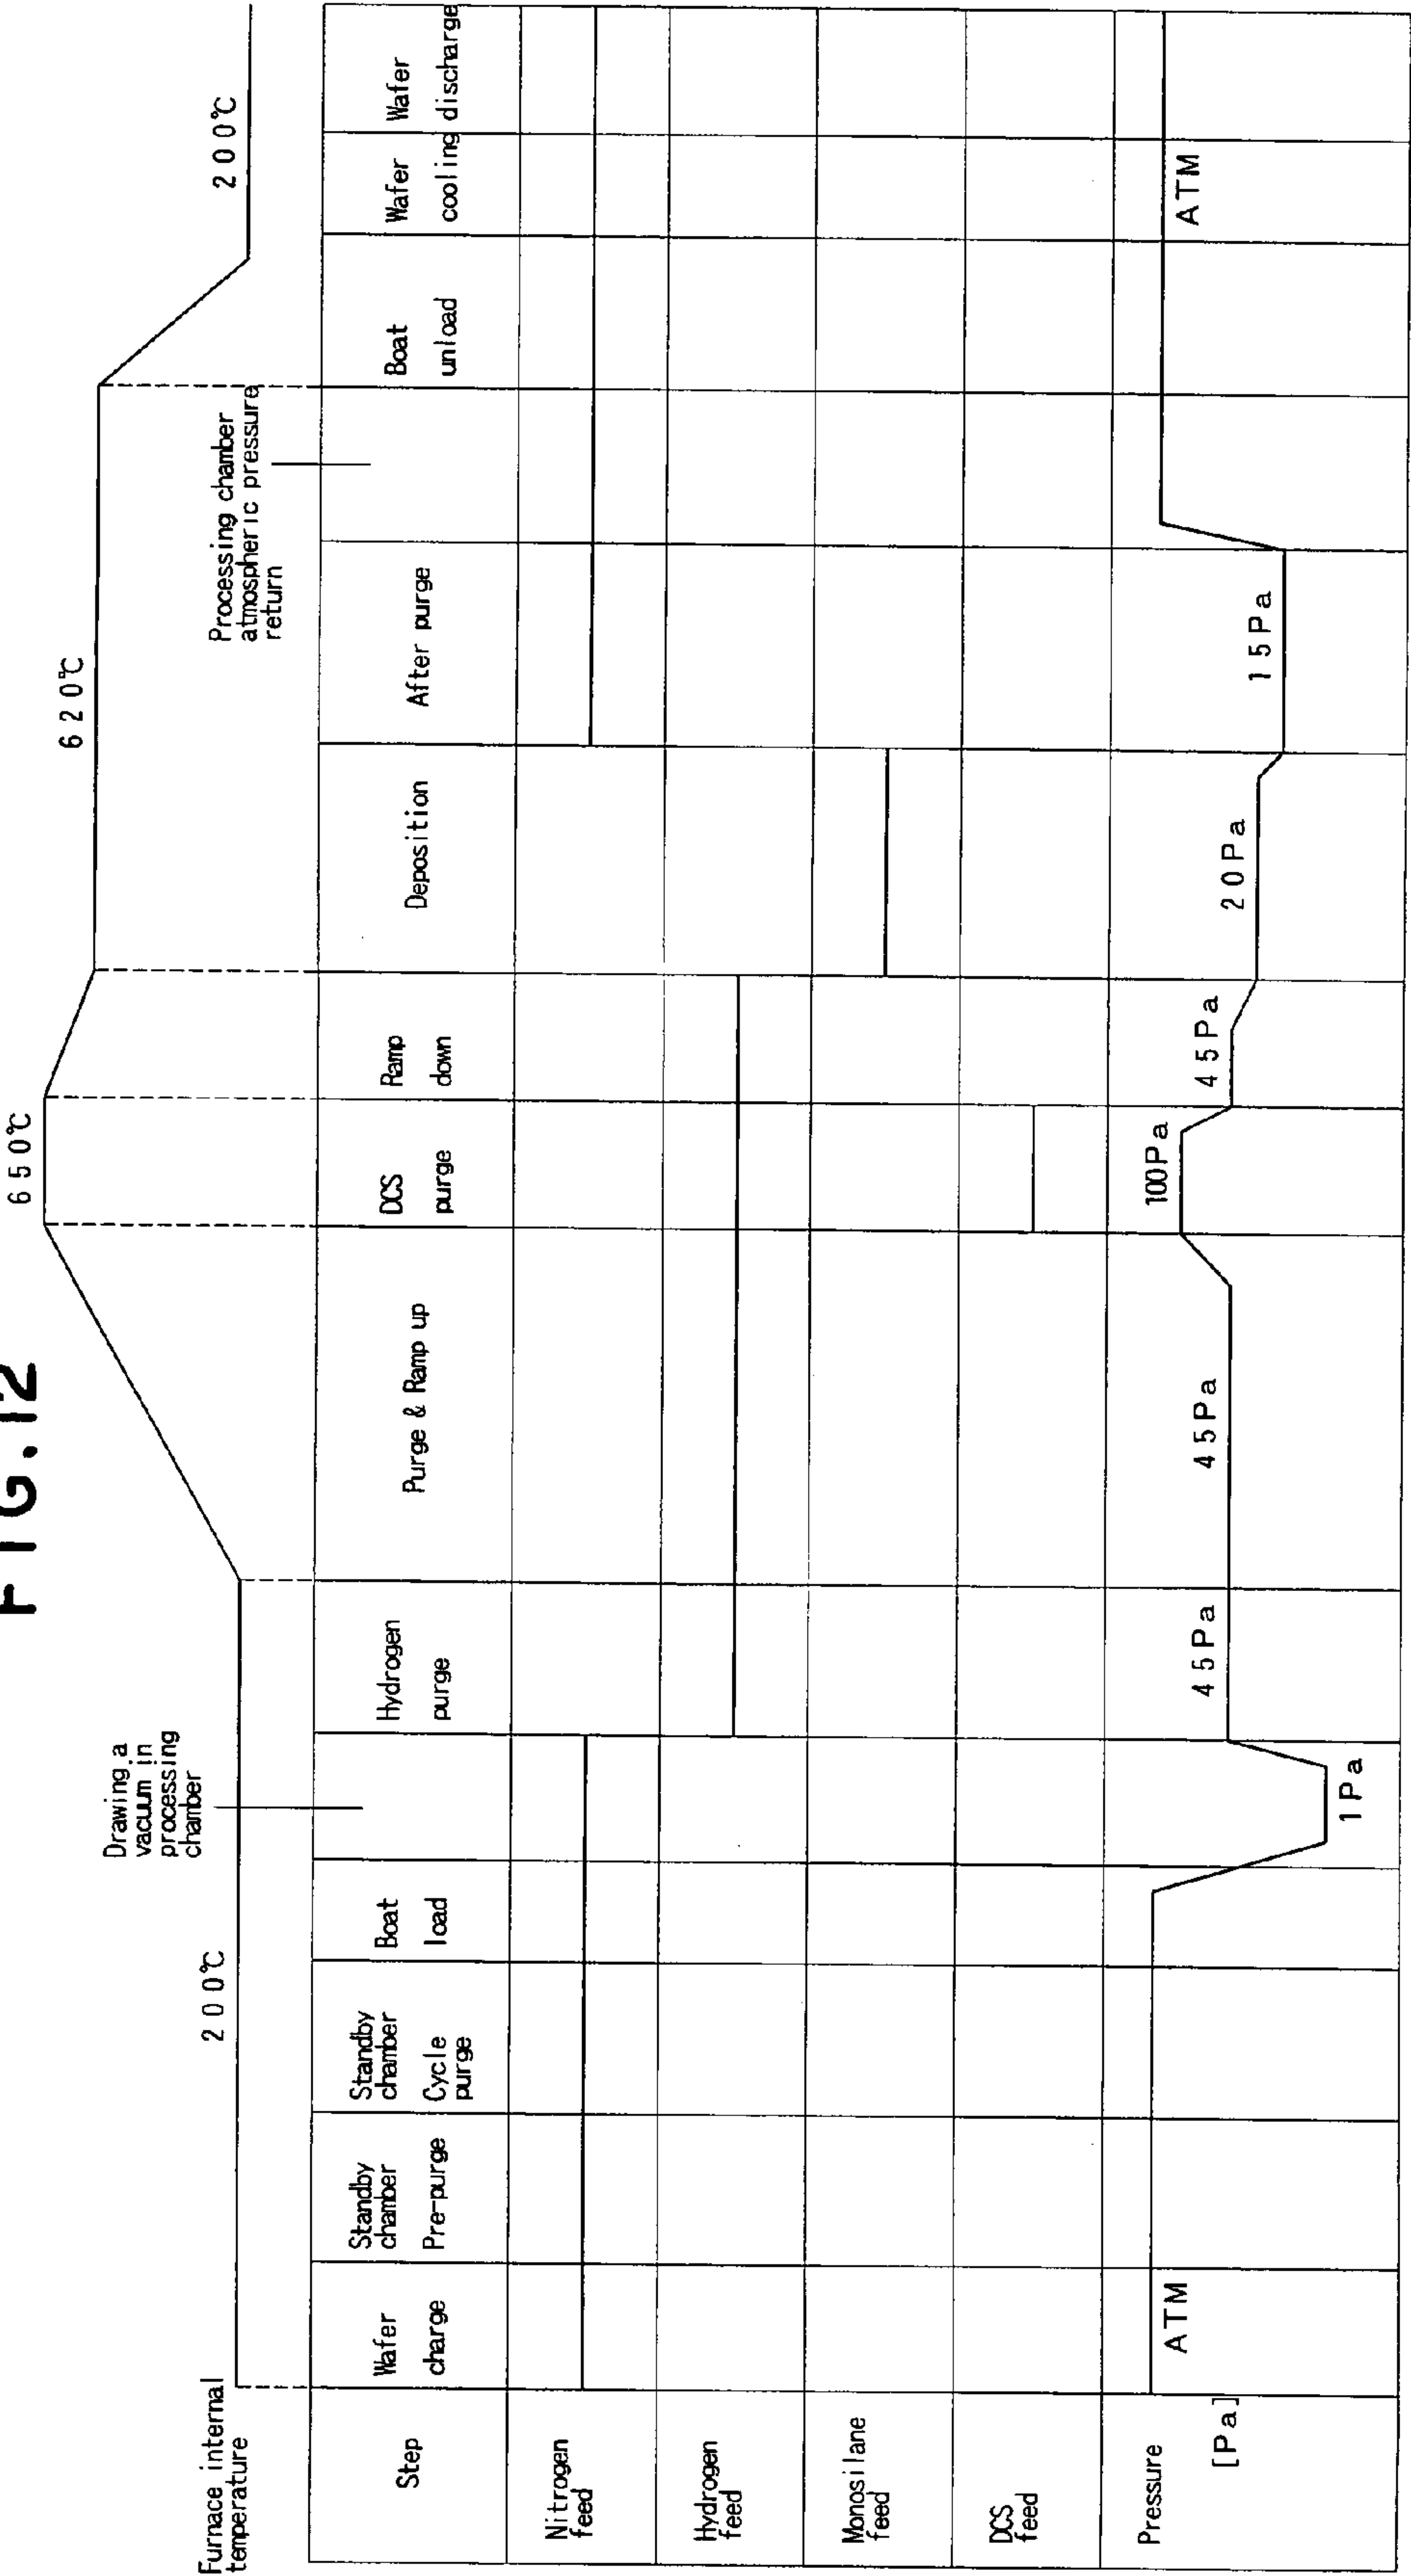 FIG.12
Furnace internal
temperature
200℃
650℃
620℃
200℃
Drawing a
vacuum in
processing
chamber
Processing chamber
atmospheric pressure
return
Step
Wafer
charge
Standby
chamber
Pre-purge
Standby
chamber
Cycle
purge
Boat
load
Hydrogen
purge
Purge & Ramp up
DCS
purge
Ramp
down
Deposition
After purge
Boat
unload
Wafer
cooling
Wafer
discharge
Nitrogen
feed
Hydrogen
feed
Monosilane
feed
DCS
feed
Pressure
[Pa]
ATM
1Pa
45Pa
45Pa
100Pa
45Pa
20Pa
15Pa
ATM